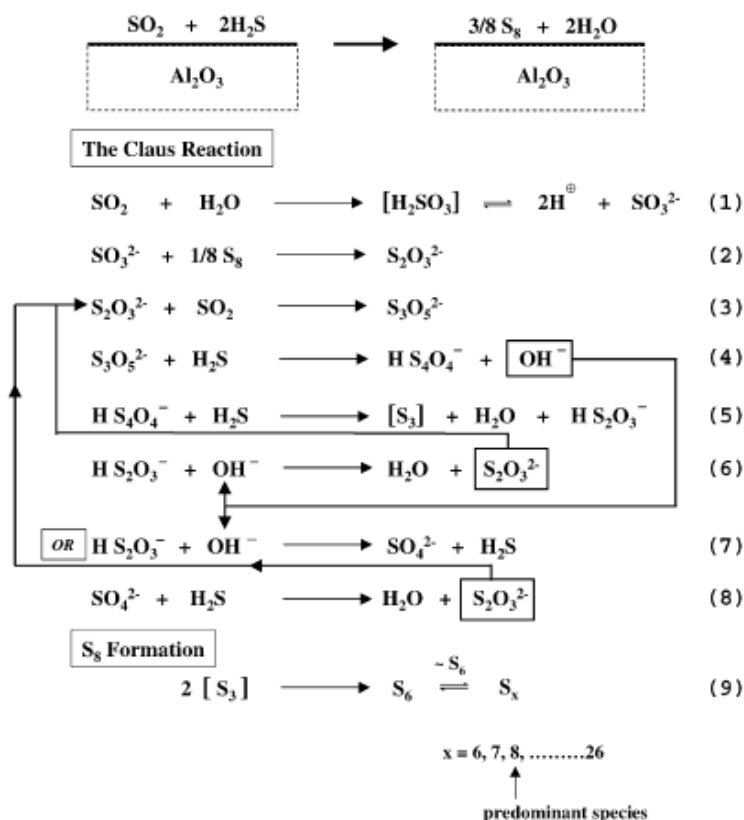 SO₂ + 2H₂S ⟶ 3/8 S₈ + 2H₂O
Al₂O₃ Al₂O₃
The Claus Reaction
SO₂ + H₂O ⟶ [H₂SO₃] ⇌ 2H⊕ + SO₃²⁻ (1)
SO₃²⁻ + 1/8 S₈ ⟶ S₂O₃²⁻ (2)
S₂O₃²⁻ + SO₂ ⟶ S₃O₅²⁻ (3)
S₃O₅²⁻ + H₂S ⟶ H S₄O₄⁻ + OH⁻ (4)
H S₄O₄⁻ + H₂S ⟶ [S₃] + H₂O + H S₂O₃⁻ (5)
H S₂O₃⁻ + OH⁻ ⟶ H₂O + S₂O₃²⁻ (6)
OR H S₂O₃⁻ + OH⁻ ⟶ SO₄²⁻ + H₂S (7)
SO₄²⁻ + H₂S ⟶ H₂O + S₂O₃²⁻ (8)
S₈ Formation
2 [ S₃ ] ⟶ S₆ ~ S₆ ⇌ Sₓ (9)
x = 6, 7, 8, .........26
predominant species